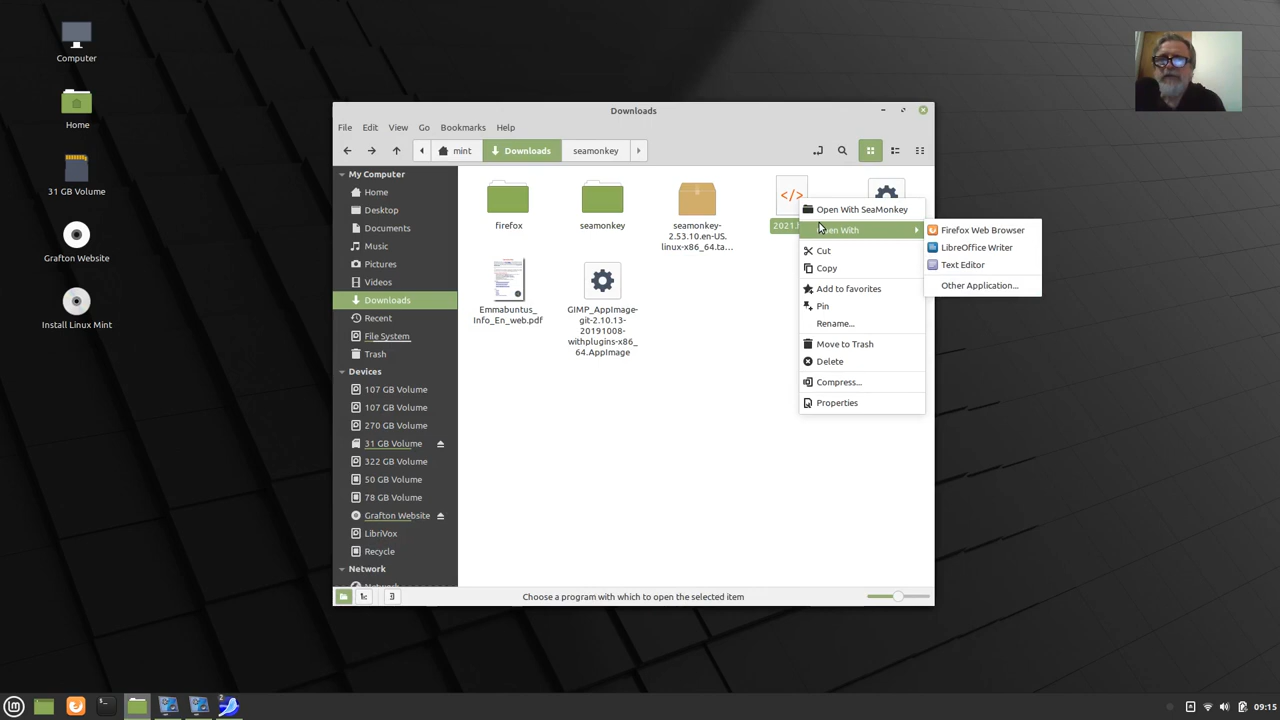 Computer
Home
31 GB Volume
Grafton Website
Install Linux Mint
Downloads
File Edit View Go Bookmarks Help
mint Downloads seamonkey
My Computer
Home
Desktop
Documents
Music
Pictures
Videos
Downloads
Recent
File System
Trash
Devices
107 GB Volume
107 GB Volume
270 GB Volume
31 GB Volume
322 GB Volume
50 GB Volume
78 GB Volume
Grafton Website
LibriVox
Recycle
Network
Network
firefox
seamonkey
seamonkey-
2.53.10.en-US.
linux-x86_64.ta...
</>
2021.
Emmabuntus_
Info_En_web.pdf
GIMP_AppImage-
git-2.10.13-
20191008-
withplugins-x86_
64.AppImage
Open With SeaMonkey
Open With
Cut
Copy
Add to favorites
Pin
Rename...
Move to Trash
Delete
Compress...
Properties
Firefox Web Browser
LibreOffice Writer
Text Editor
Other Application...
Choose a program with which to open the selected item
2
09:15